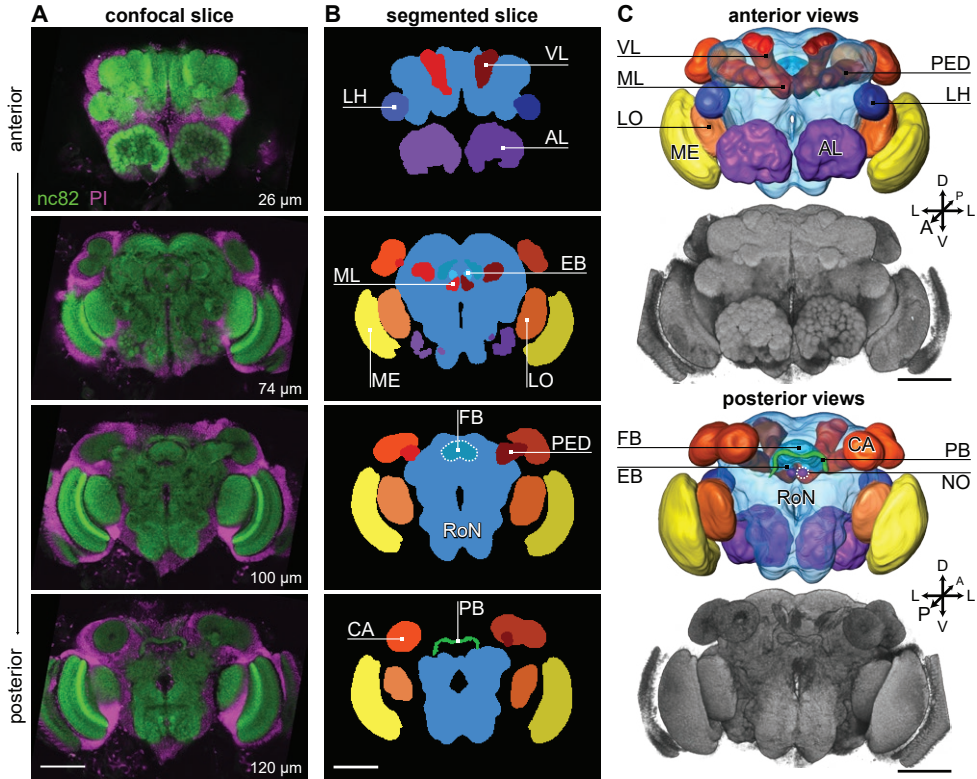 A
confocal slice
anterior
posterior
nc82 PI
26 µm
74 µm
100 µm
120 µm
B
segmented slice
VL
LH
AL
ML
EB
ME
LO
FB
PED
RoN
CA
PB
C
anterior views
VL
PED
ML
LH
LO
ME
AL
D
P
L
L
A
V
posterior views
FB
CA
PB
EB
NO
RoN
D
A
L
L
P
V